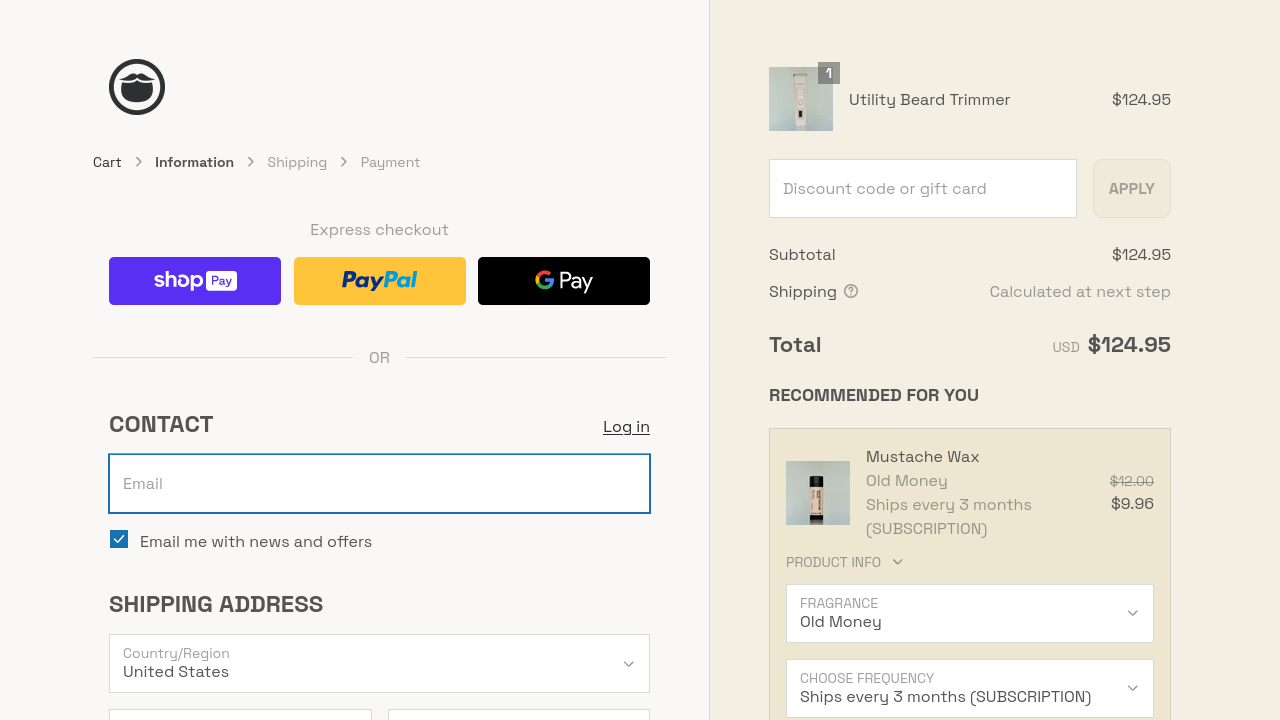 Cart
Information
Shipping
Payment
Express checkout
shop Pay
PayPal
G Pay
OR
CONTACT
Log in
Email
Email me with news and offers
SHIPPING ADDRESS
Country/Region
United States
1
Utility Beard Trimmer
$124.95
Discount code or gift card
APPLY
Subtotal
$124.95
Shipping
Calculated at next step
Total
USD $124.95
RECOMMENDED FOR YOU
Mustache Wax
Old Money
Ships every 3 months
(SUBSCRIPTION)
$12.00
$9.96
PRODUCT INFO
FRAGRANCE
Old Money
CHOOSE FREQUENCY
Ships every 3 months (SUBSCRIPTION)